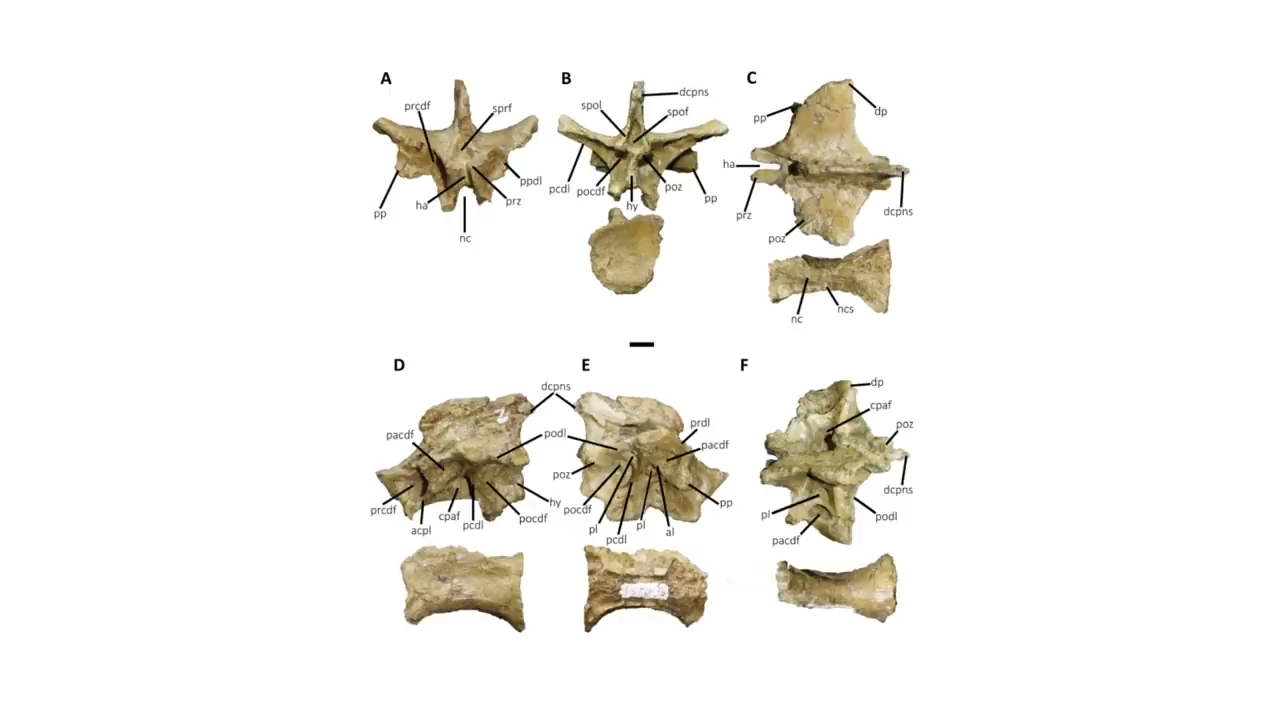 A
B
C
prcdf
sprf
spol
dcpns
spof
dp
pp
ha
pp
ha
ppdl
prz
nc
pcdl
pocdf
hy
poz
pp
prz
poz
dcpns
nc
ncs
D
E
F
dcpns
dp
cpaf
pacdf
podl
prdl
pacdf
poz
prcdf
acpl
cpaf
pcdl
pocdf
hy
poz
pocdf
pl
pcdl
pl
al
pp
dcpns
pl
podl
pacdf